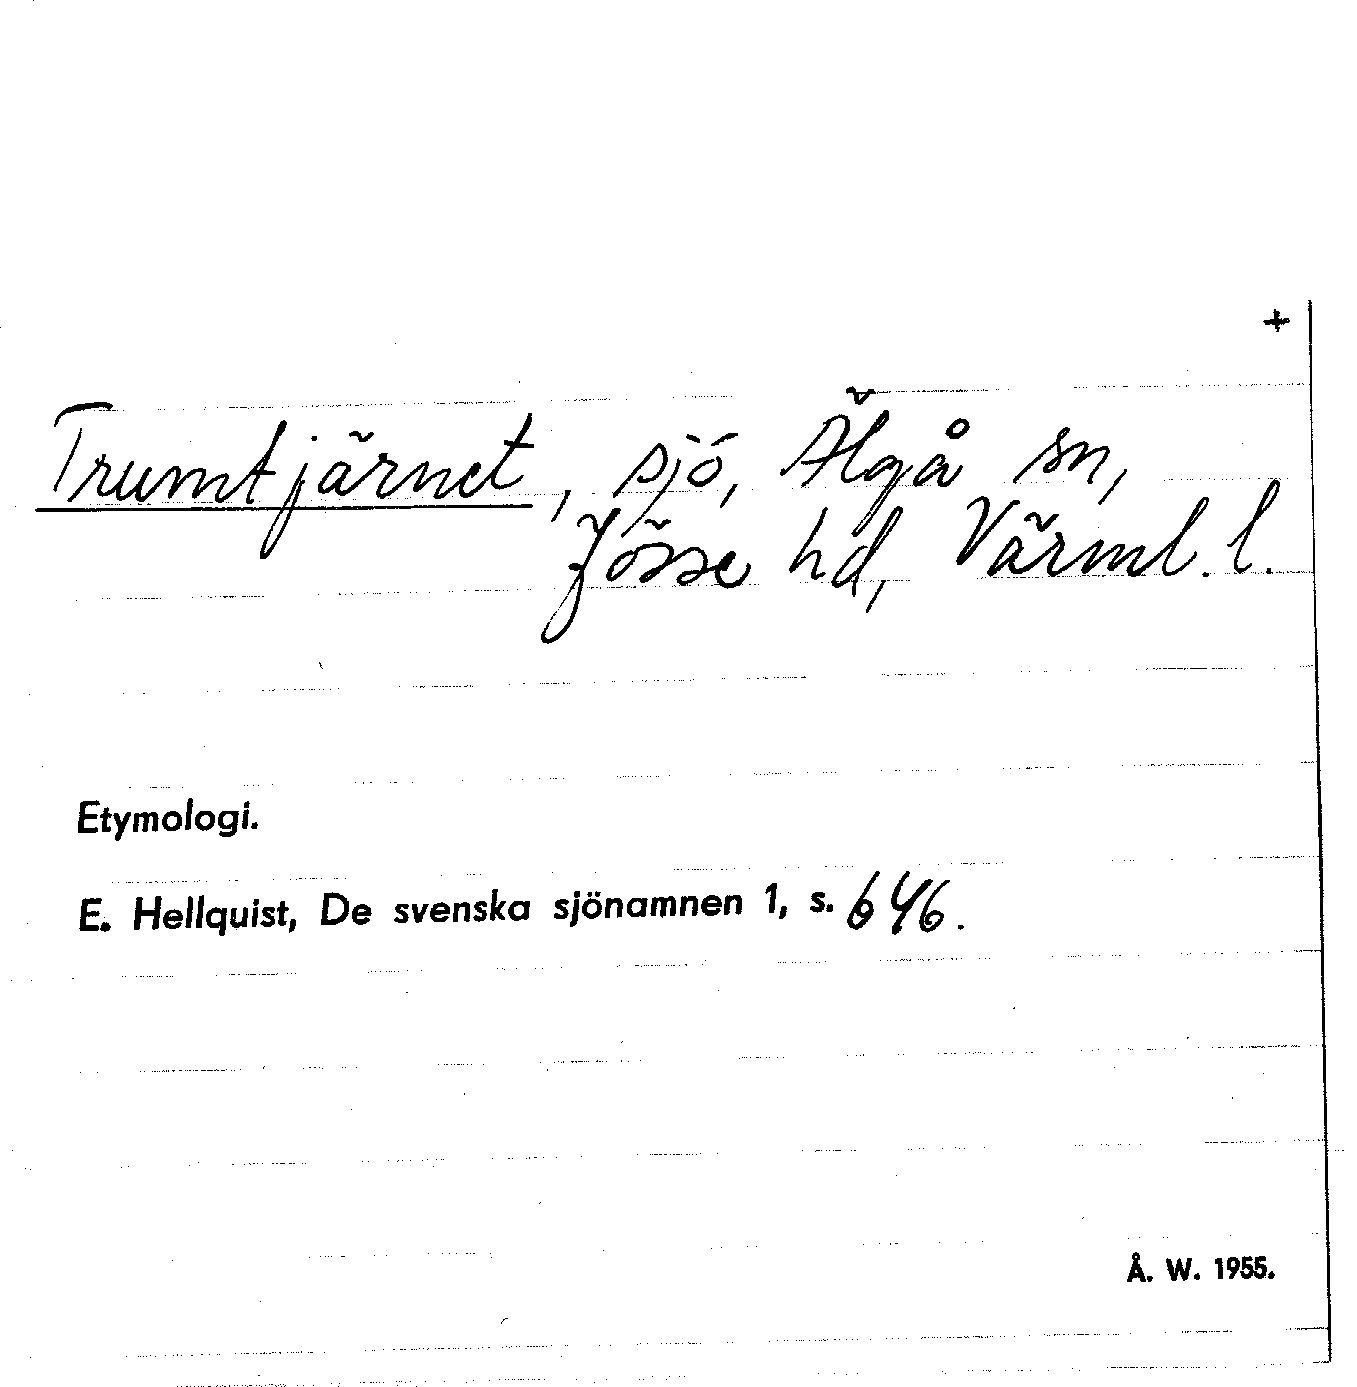 +
Trumtjärnet, sjö, Älgå sn,
Jösse hd, Värml. l.
Etymologi.
E. Hellquist, De svenska sjönamnen 1, s. 646.
Å. W. 1955.